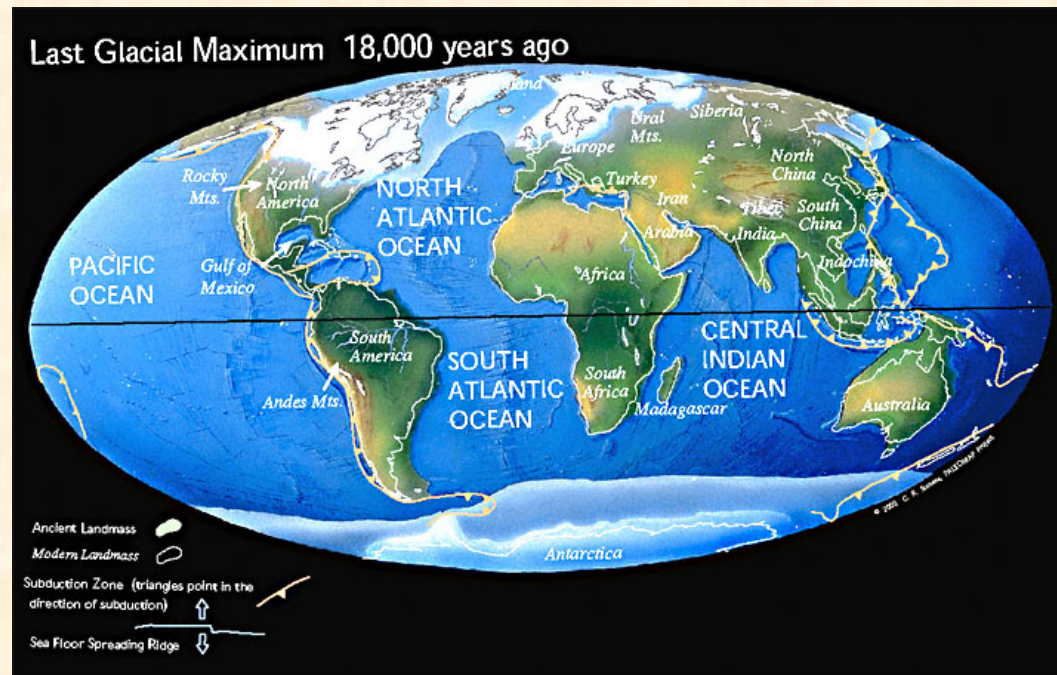 Last Glacial Maximum 18,000 years ago
Ural
Mts.
Siberia
Europe
Rocky
Mts.
North
America
NORTH
ATLANTIC
OCEAN
Turkey
Iran
Arabia
Tibet
India
North
China
South
China
Indochina
PACIFIC
OCEAN
Gulf of
Mexico
Africa
South
America
Andes Mts.
SOUTH
ATLANTIC
OCEAN
South
Africa
Madagascar
CENTRAL
INDIAN
OCEAN
Australia
Antarctica
Ancient Landmass
Modern Landmass
Subduction Zone (triangles point in the
direction of subduction)
Sea Floor Spreading Ridge